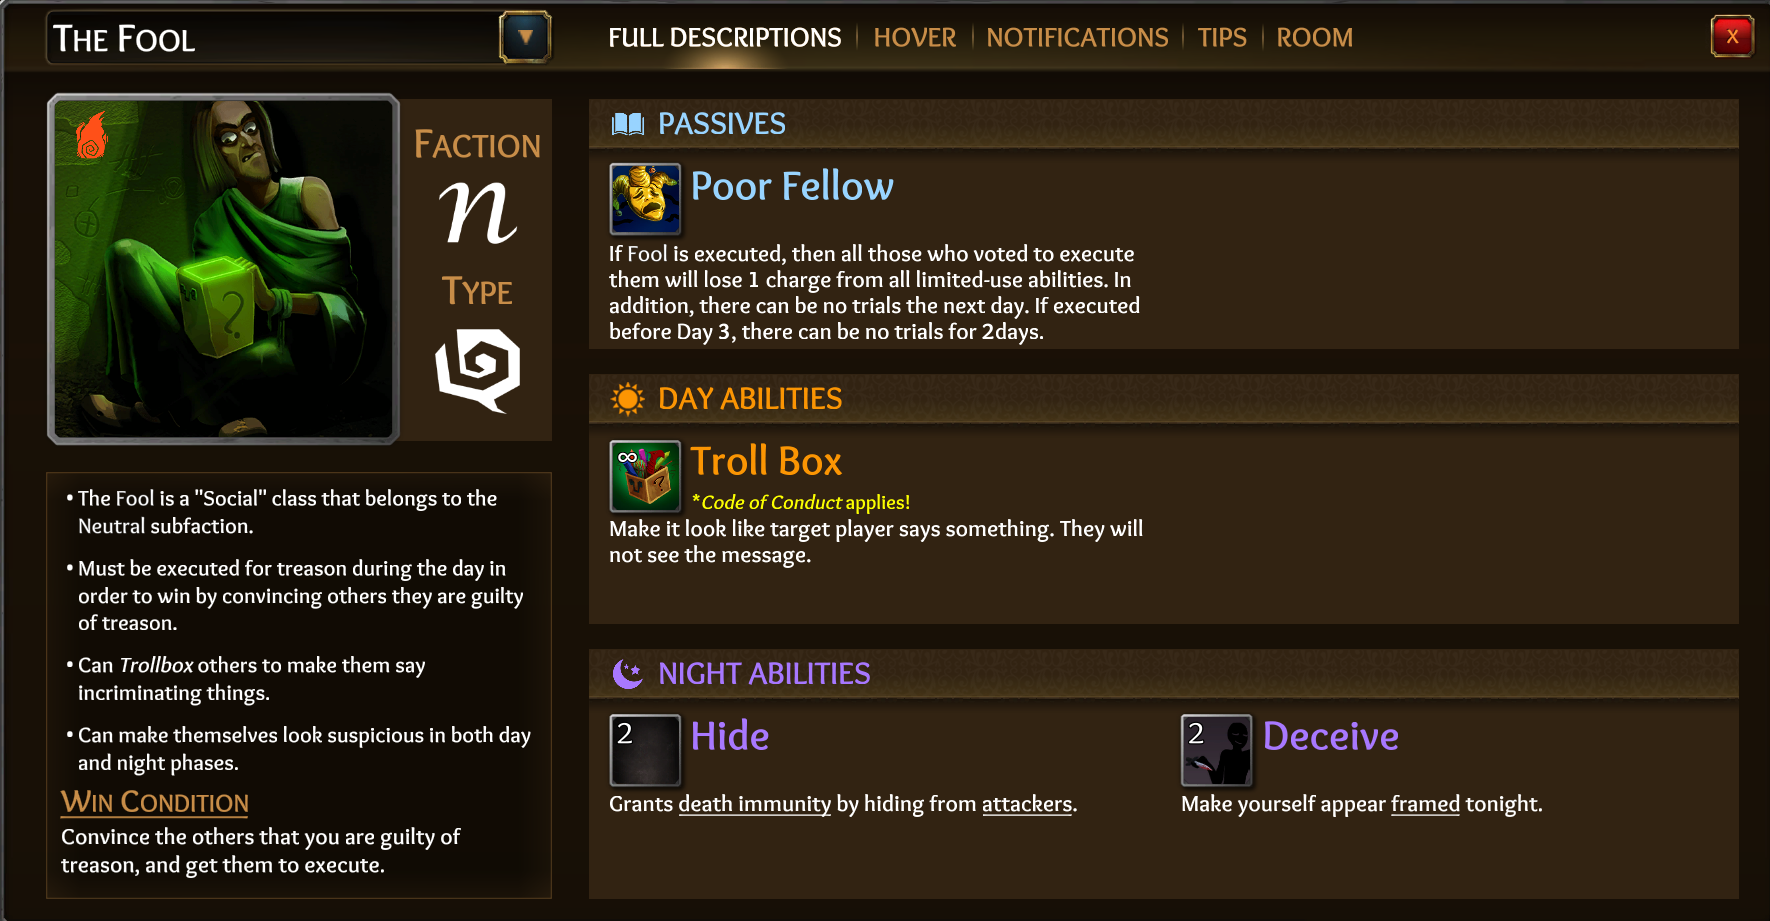 THE FOOL
FULL DESCRIPTIONS
HOVER
NOTIFICATIONS
TIPS
ROOM
X
FACTION
n
TYPE
• The Fool is a "Social" class that belongs to the
Neutral subfaction.
• Must be executed for treason during the day in
order to win by convincing others they are guilty
of treason.
• Can Trollbox others to make them say
incriminating things.
• Can make themselves look suspicious in both day
and night phases.
WIN CONDITION
Convince the others that you are guilty of
treason, and get them to execute.
PASSIVES
Poor Fellow
If Fool is executed, then all those who voted to execute
them will lose 1 charge from all limited-use abilities. In
addition, there can be no trials the next day. If executed
before Day 3, there can be no trials for 2days.
DAY ABILITIES
∞
?
Troll Box
*Code of Conduct applies!
Make it look like target player says something. They will
not see the message.
NIGHT ABILITIES
2
Hide
Grants death immunity by hiding from attackers.
2
Deceive
Make yourself appear framed tonight.